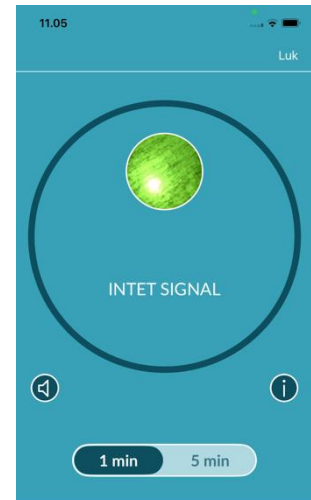 11.05
Luk
INTET SIGNAL
i
1 min 5 min